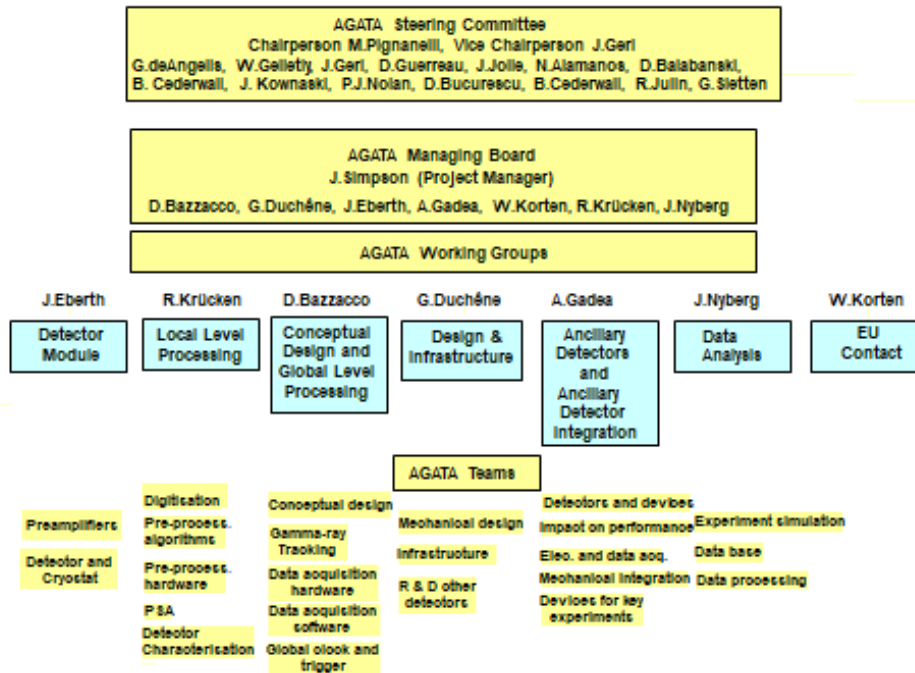 AGATA Steering Committee
Chairperson M.Pignanelli, Vice Chairperson J.Gerl
G.deAngelis, W.Gelletly, J.Gerl, D.Guerreau, J.Jolie, N.Alamanos, D.Balabanski,
B. Cederwall, J. Kownaski, P.J.Nolan, D.Bucurescu, B.Cederwall, R.Julin, G.Sletten
AGATA Managing Board
J.Simpson (Project Manager)
D.Bazzacco, G.Duchêne, J.Eberth, A.Gadea, W.Korten, R.Krücken, J.Nyberg
AGATA Working Groups
J.Eberth
Detector
Module
R.Krücken
Local Level
Processing
D.Bazzacco
Conceptual
Design and
Global Level
Processing
G.Duchêne
Design &
Infrastructure
A.Gadea
Ancillary
Detectors
and
Ancillary
Detector
Integration
J.Nyberg
Data
Analysis
W.Korten
EU
Contact
AGATA Teams
Preamplifiers
Detector and
Cryostat
Digitisation
Pre-process.
algorithms
Pre-process.
hardware
PSA
Detector
Characterisation
Conceptual design
Gamma-ray
Tracking
Data acquisition
hardware
Data acquisition
software
Global clock and
trigger
Mechanical design
Infrastructure
R & D other
detectors
Detectors and devices
Impact on performance
Elec. and data acq.
Mechanical integration
Devices for key
experiments
Experiment simulation
Data base
Data processing